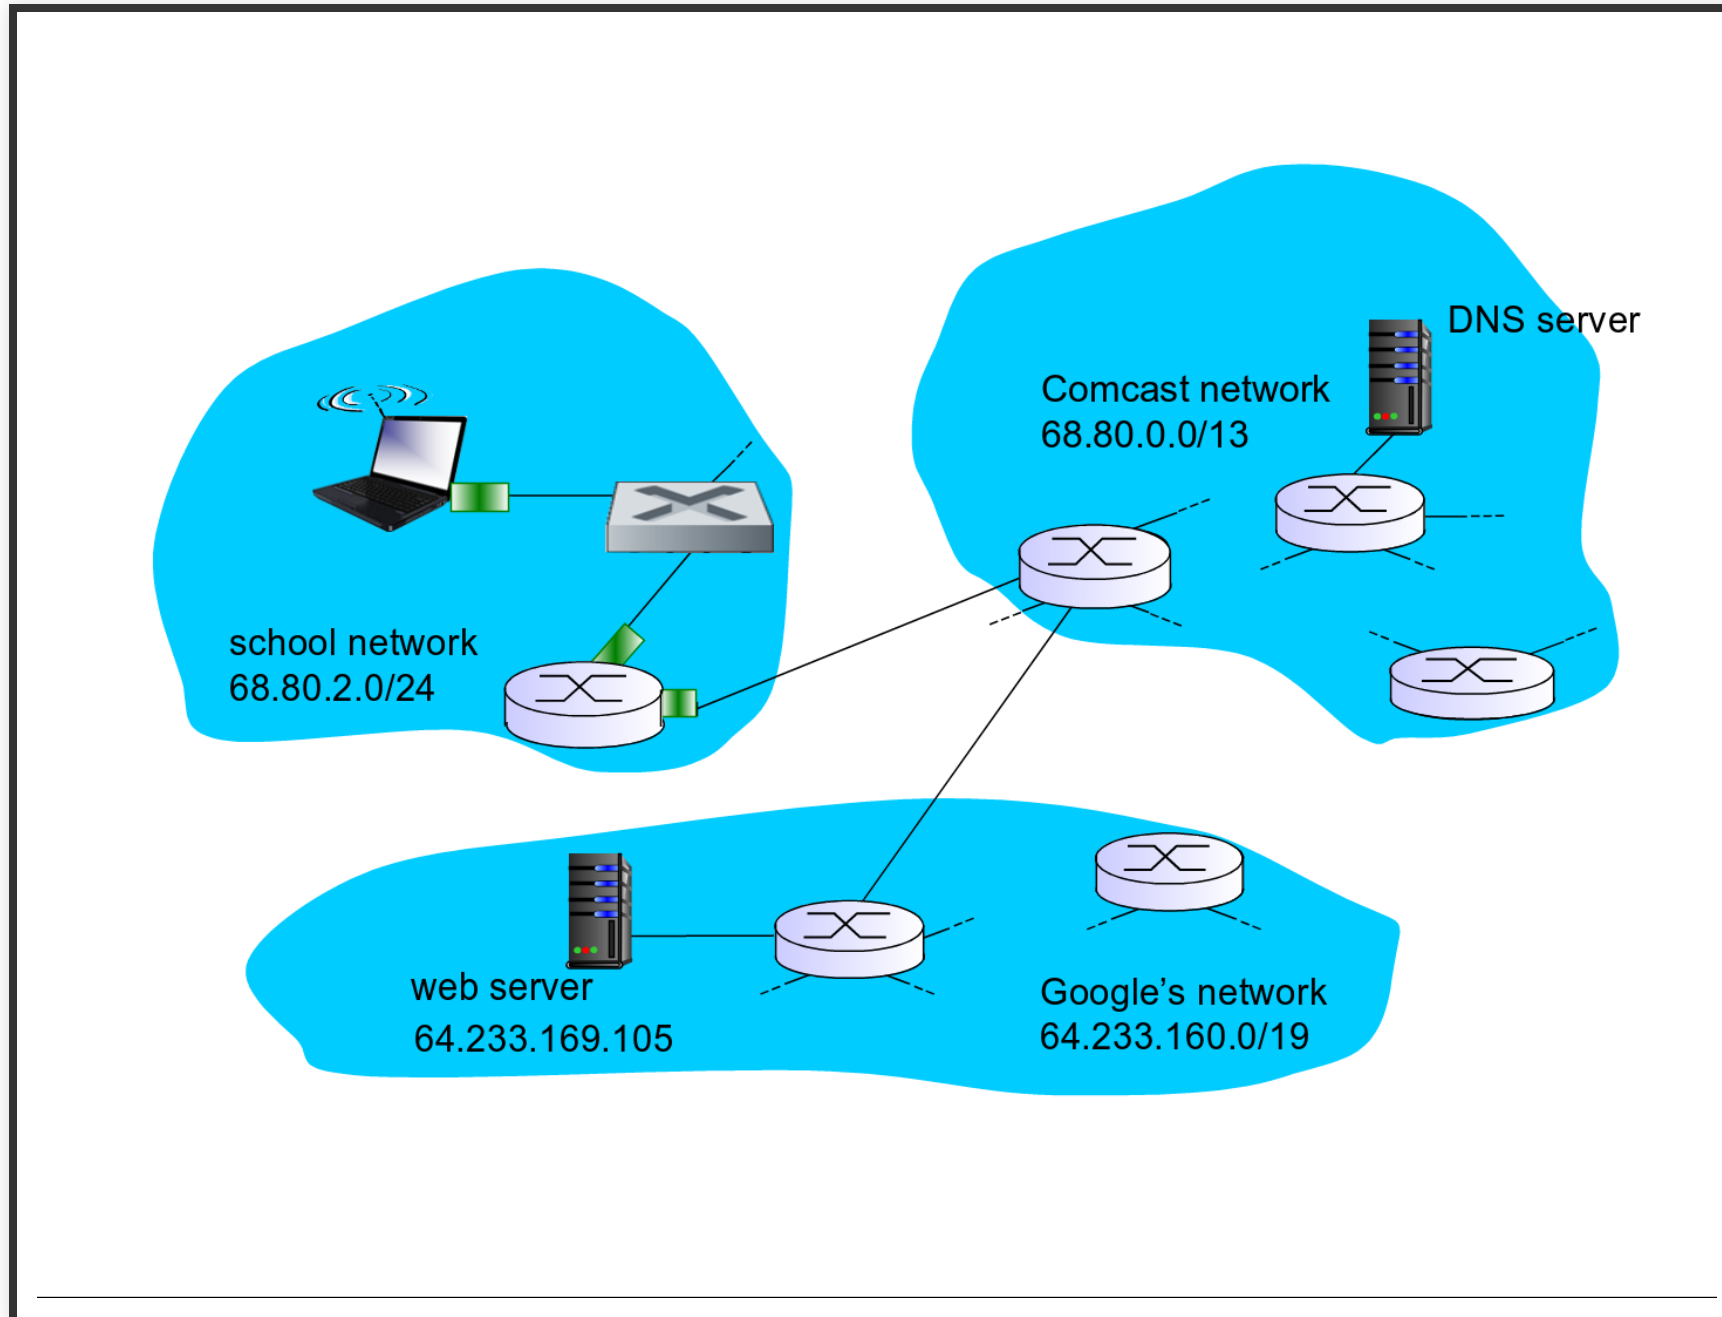 DNS server
Comcast network
68.80.0.0/13
school network
68.80.2.0/24
web server
64.233.169.105
Google’s network
64.233.160.0/19